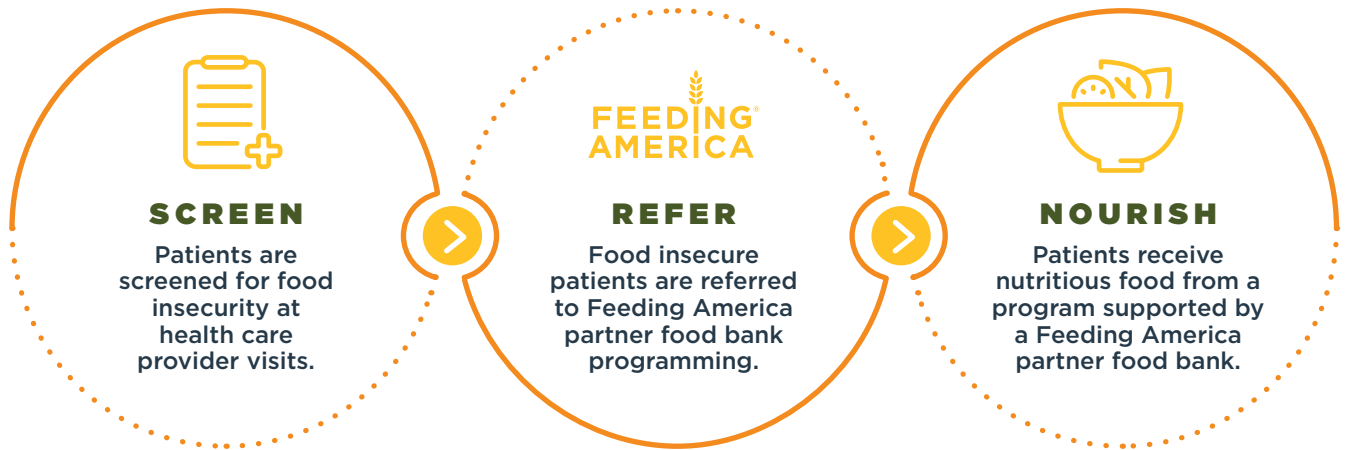 FEEDING®
AMERICA
SCREEN
Patients are
screened for food
insecurity at
health care
provider visits.
REFER
Food insecure
patients are referred
to Feeding America
partner food bank
programming.
NOURISH
Patients receive
nutritious food from a
program supported by
a Feeding America
partner food bank.